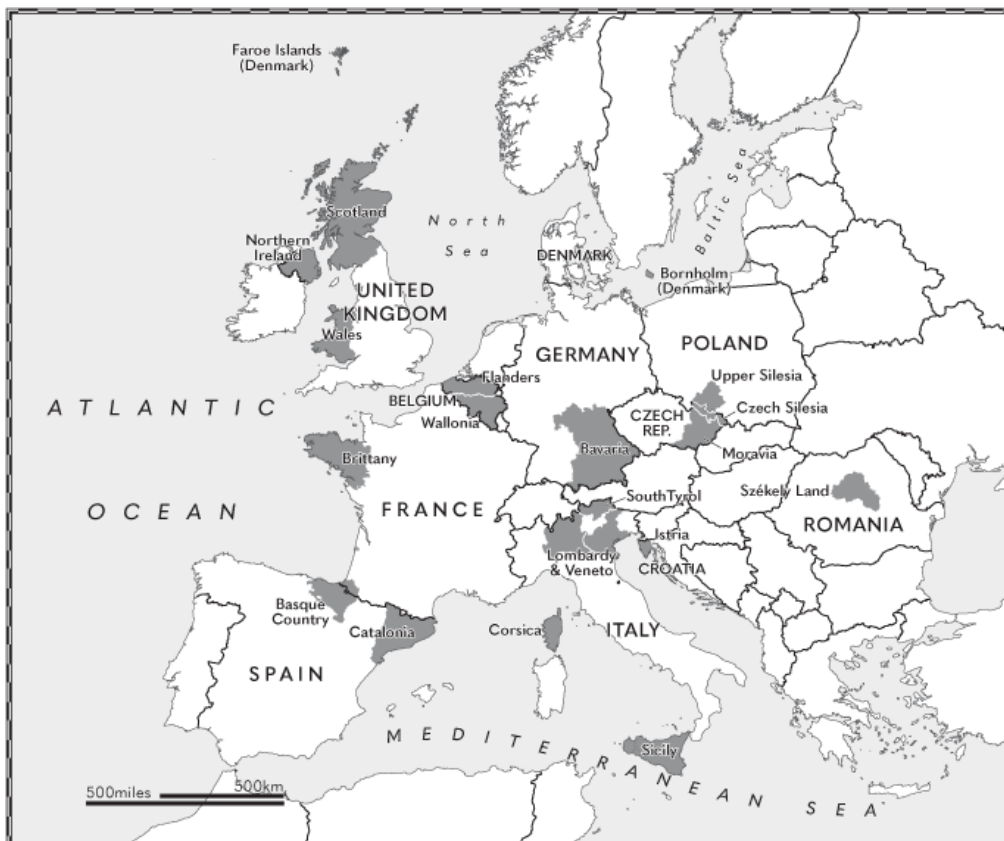 Faroe Islands
(Denmark)
Scotland
North
Sea
Baltic Sea
Northern
Ireland
DENMARK
Bornholm
(Denmark)
UNITED
KINGDOM
Wales
GERMANY
POLAND
Flanders
Upper Silesia
BELGIUM
Wallonia
CZECH
REP.
Czech Silesia
Moravia
ATLANTIC
OCEAN
Brittany
Bavaria
FRANCE
South Tyrol
Székely Land
ROMANIA
Istria
Lombardy
& Veneto
CROATIA
Basque
Country
Catalonia
Corsica
ITALY
SPAIN
MEDITERRANEAN SEA
Sicily
500miles
500km